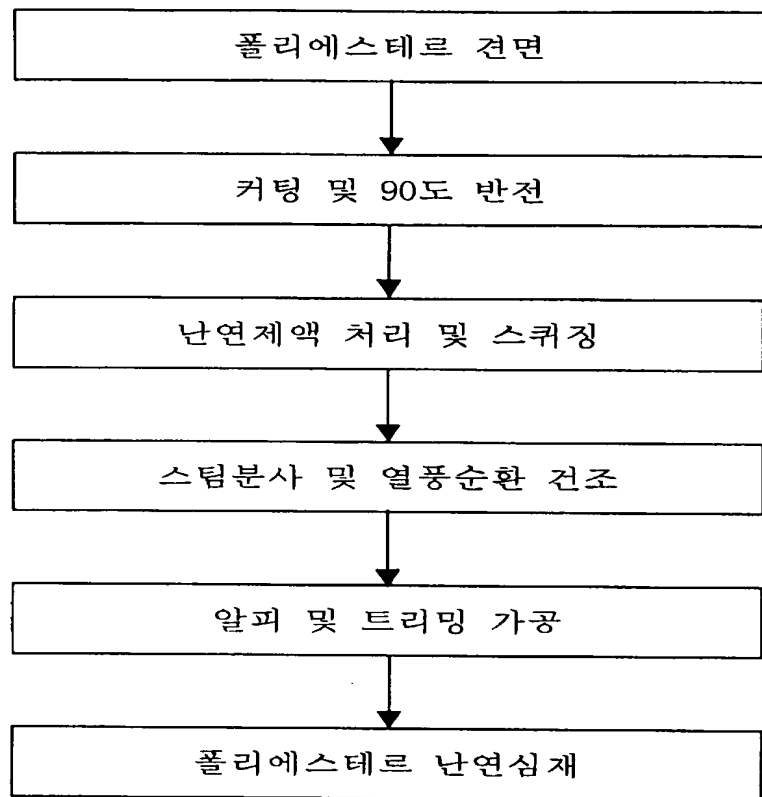 폴리에스테르 견면
커팅 및 90도 반전
난연제액 처리 및 스퀴징
스팀분사 및 열풍순환 건조
알피 및 트리밍 가공
폴리에스테르 난연심재